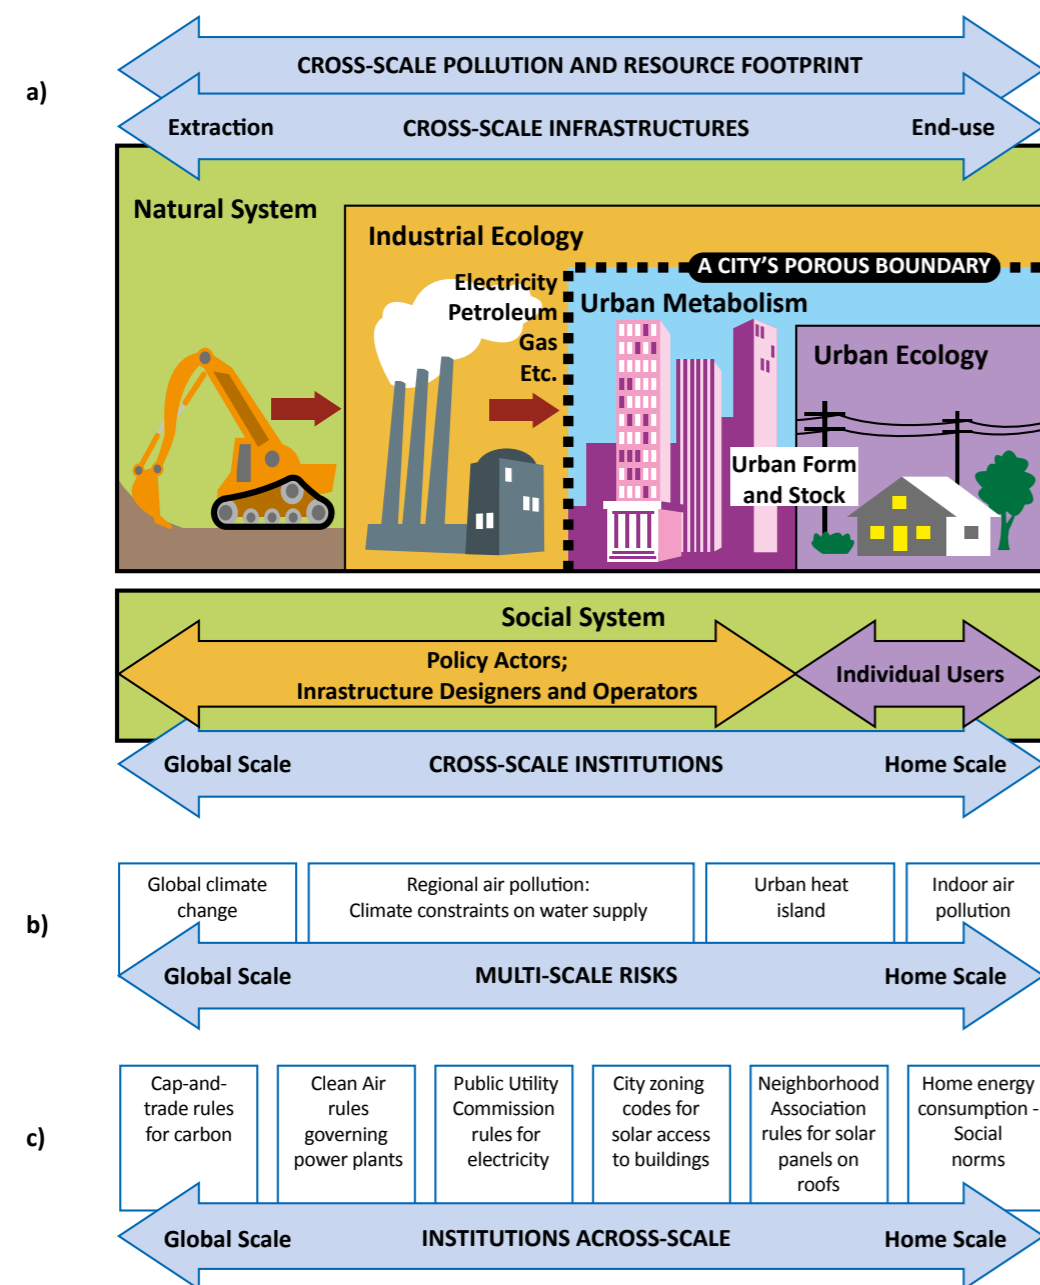 a)
CROSS-SCALE POLLUTION AND RESOURCE FOOTPRINT
Extraction
CROSS-SCALE INFRASTRUCTURES
End-use
Natural System
Industrial Ecology
A CITY'S POROUS BOUNDARY
Electricity
Petroleum
Gas
Etc.
Urban Metabolism
Urban Ecology
Urban Form
and Stock
Social System
Policy Actors;
Inrastructure Designers and Operators
Individual Users
Global Scale
CROSS-SCALE INSTITUTIONS
Home Scale
b)
Global climate
change
Regional air pollution:
Climate constraints on water supply
Urban heat
island
Indoor air
pollution
Global Scale
MULTI-SCALE RISKS
Home Scale
c)
Cap-and-
trade rules
for carbon
Clean Air
rules
governing
power plants
Public Utility
Commission
rules for
electricity
City zoning
codes for
solar access
to buildings
Neighborhood
Association
rules for solar
panels on
roofs
Home energy
consumption -
Social
norms
Global Scale
INSTITUTIONS ACROSS-SCALE
Home Scale